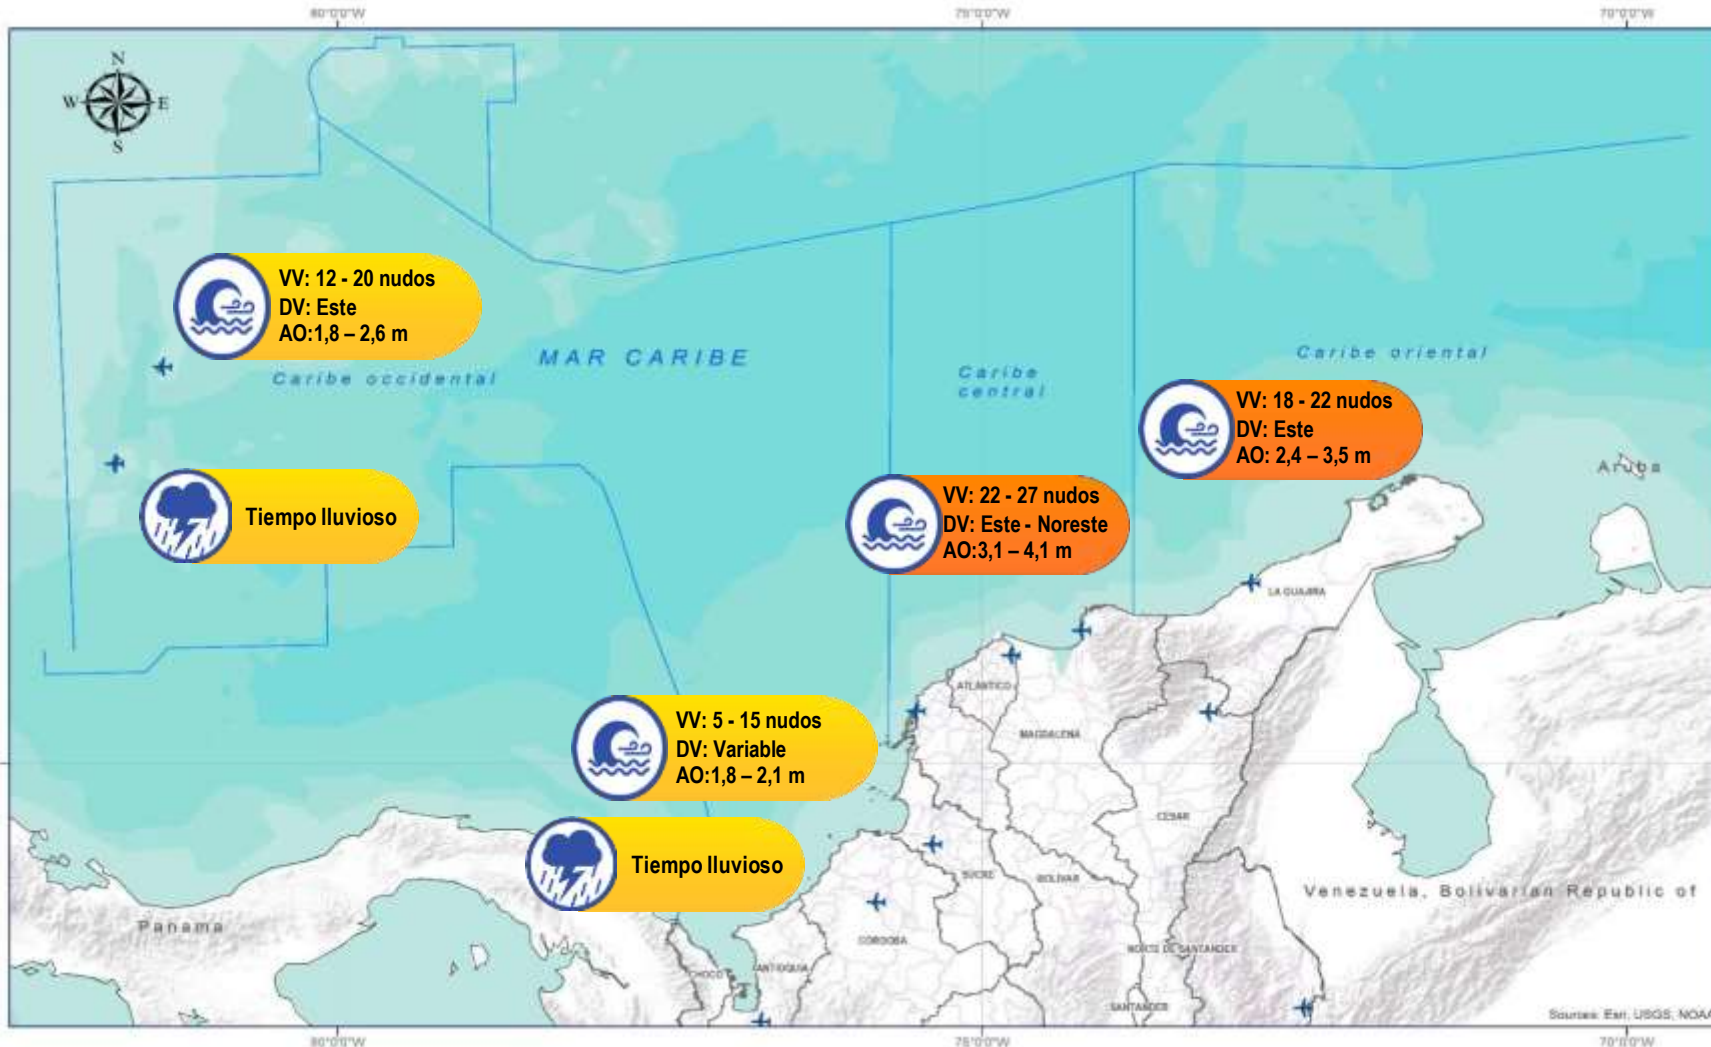 80°0'0"W
75°0'0"W
70°0'0"W
N
W
E
S
VV: 12 - 20 nudos
DV: Este
AO:1,8 – 2,6 m
MAR CARIBE
Caribe occidental
Caribe
central
Caribe oriental
VV: 18 - 22 nudos
DV: Este
AO: 2,4 – 3,5 m
Aruba
Tiempo lluvioso
VV: 22 - 27 nudos
DV: Este - Noreste
AO:3,1 – 4,1 m
LA GUAJIRA
ATLÁNTICO
VV: 5 - 15 nudos
DV: Variable
AO:1,8 – 2,1 m
MAGDALENA
CESAR
Tiempo lluvioso
SUCRE
BOLÍVAR
Venezuela, Bolivarian Republic of
Panama
CÓRDOBA
NORTE DE SANTANDER
CHOCÓ
ANTIOQUIA
SANTANDER
Sources: Esri, USGS, NOAA
80°0'0"W
75°0'0"W
70°0'0"W